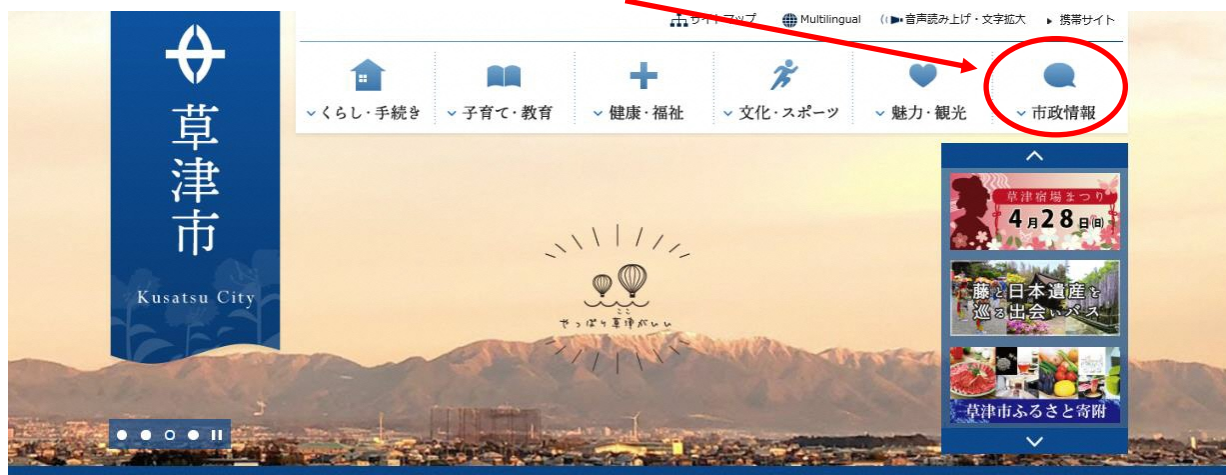 サイトマップ Multilingual 音声読み上げ・文字拡大 携帯サイト
くらし・手続き 子育て・教育 健康・福祉 文化・スポーツ 魅力・観光 市政情報
草津市
Kusatsu City
草津宿場まつり
4月28日(日)
藤と日本遺産を
巡る出会いバス
ここ
やっぱり草津がいい
草津市ふるさと寄附